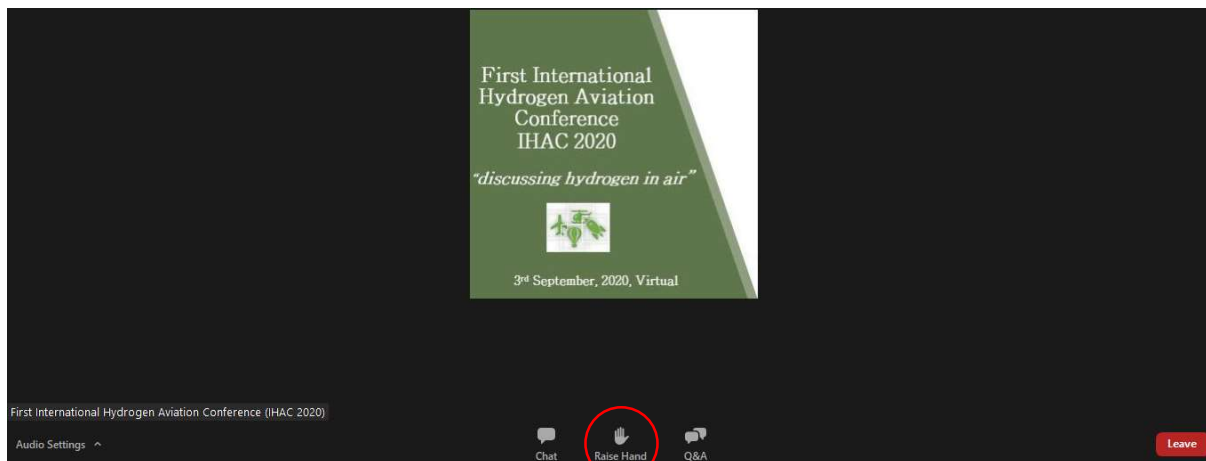 First International
Hydrogen Aviation
Conference
IHAC 2020
"discussing hydrogen in air"
3rd September, 2020, Virtual
First International Hydrogen Aviation Conference (IHAC 2020)
Audio Settings
Chat
Raise Hand
Q&A
Leave